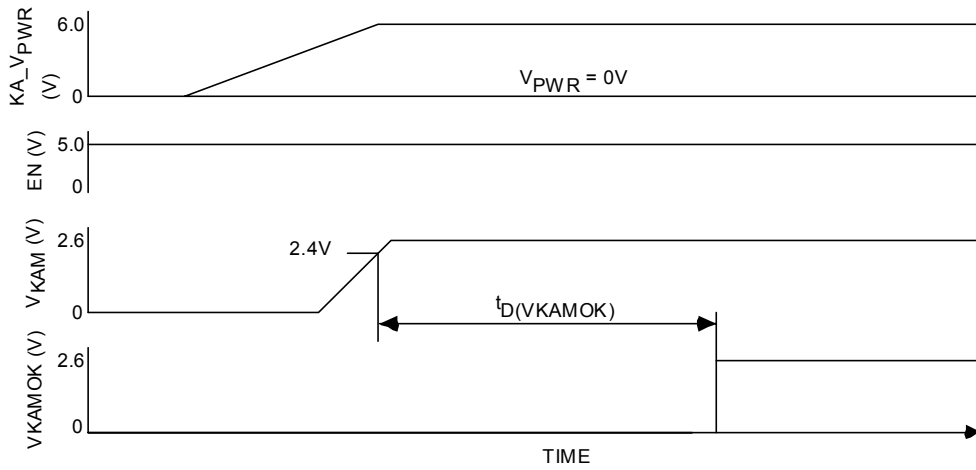 KA_VPWR (V)
6.0
0
VPWR = 0V
EN (V)
5.0
0
VKAM (V)
2.6
0
2.4V
tD(VKAMOK)
VKAMOK (V)
2.6
0
TIME